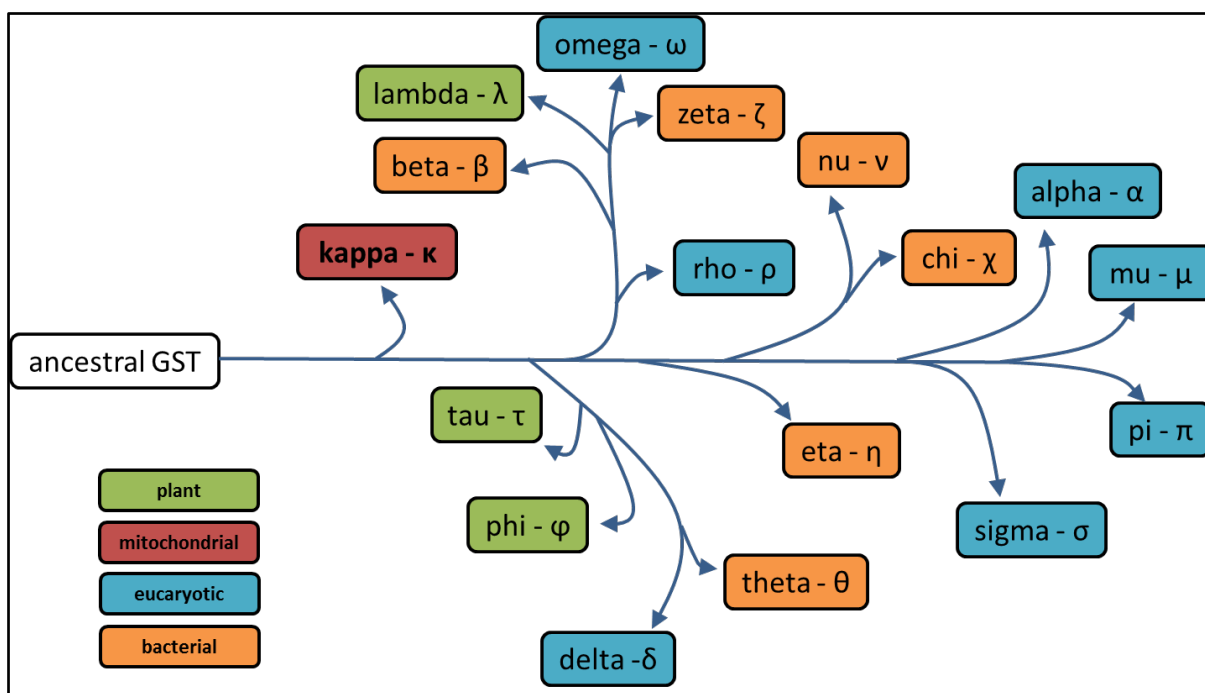 omega - ω
lambda - λ
zeta - ζ
beta - β
nu - ν
alpha - α
kappa - κ
rho - ρ
chi - χ
mu - μ
ancestral GST
tau - τ
eta - η
pi - π
plant
phi - φ
sigma - σ
mitochondrial
eucaryotic
theta - θ
bacterial
delta -δ